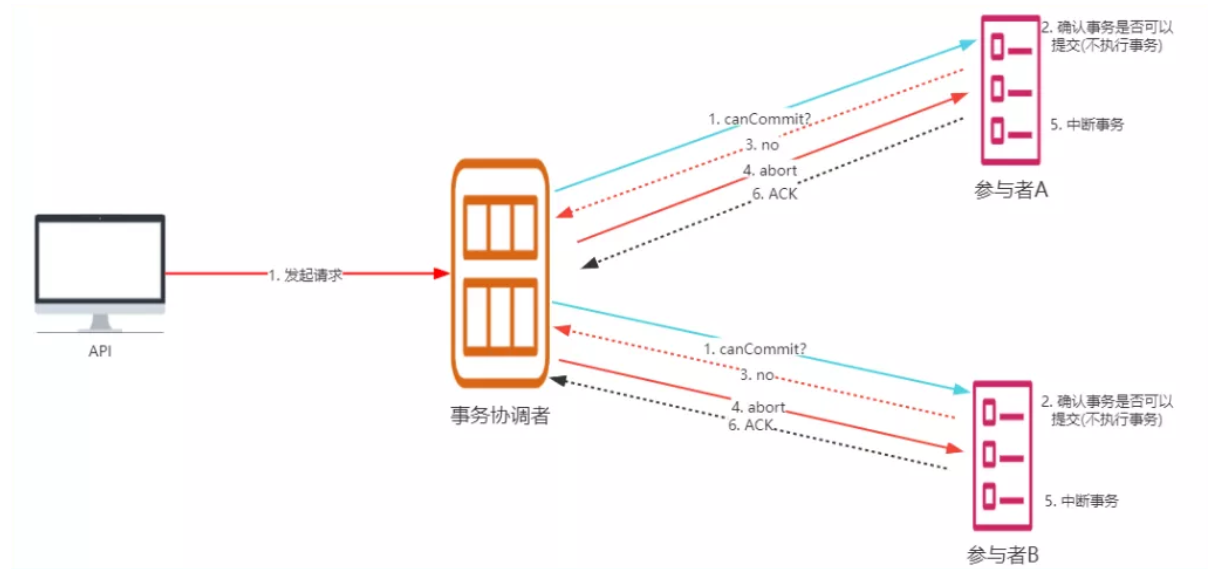 2. 确认事务是否可以
提交(不执行事务)
1. canCommit?
3. no
5. 中断事务
4. abort
6. ACK
参与者A
1. 发起请求
API
事务协调者
1. canCommit?
3. no
4. abort
6. ACK
2. 确认事务是否可以
提交(不执行事务)
5. 中断事务
参与者B